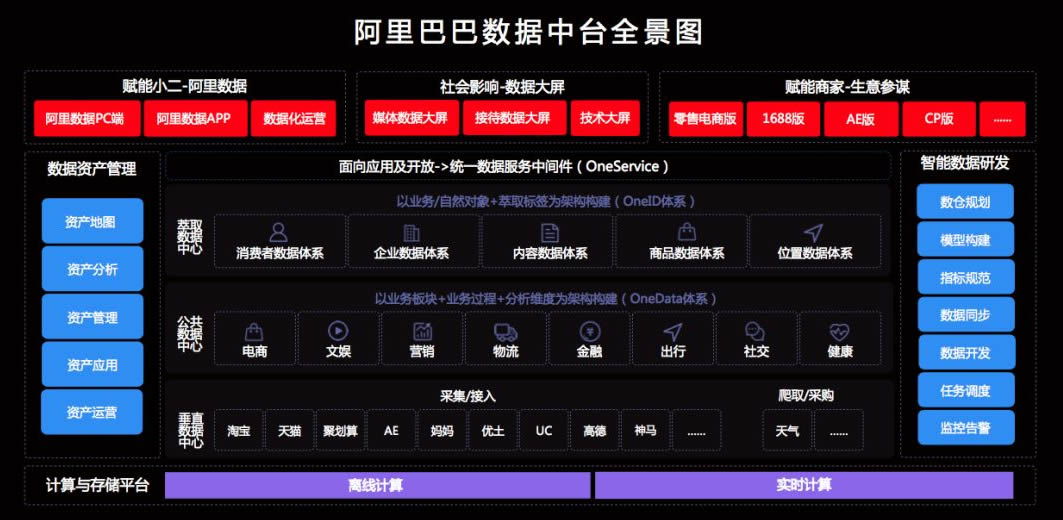 阿里巴巴数据中台全景图
赋能小二-阿里数据
阿里数据PC端
阿里数据APP
数据化运营
社会影响-数据大屏
媒体数据大屏
接待数据大屏
技术大屏
赋能商家-生意参谋
零售电商版
1688版
AE版
CP版
......
数据资产管理
资产地图
资产分析
资产管理
资产应用
资产运营
面向应用及开放->统一数据服务中间件（OneService）
萃取
数据
中心
以业务/自然对象+萃取标签为架构构建（OneID体系）
消费者数据体系
企业数据体系
内容数据体系
商品数据体系
位置数据体系
公共
数据
中心
以业务板块+业务过程+分析维度为架构构建（OneData体系）
电商
文娱
营销
物流
金融
出行
社交
健康
垂直
数据
中心
采集/接入
淘宝
天猫
聚划算
AE
妈妈
优土
UC
高德
神马
......
爬取/采购
天气
......
智能数据研发
数仓规划
模型构建
指标规范
数据同步
数据开发
任务调度
监控告警
计算与存储平台
离线计算
实时计算